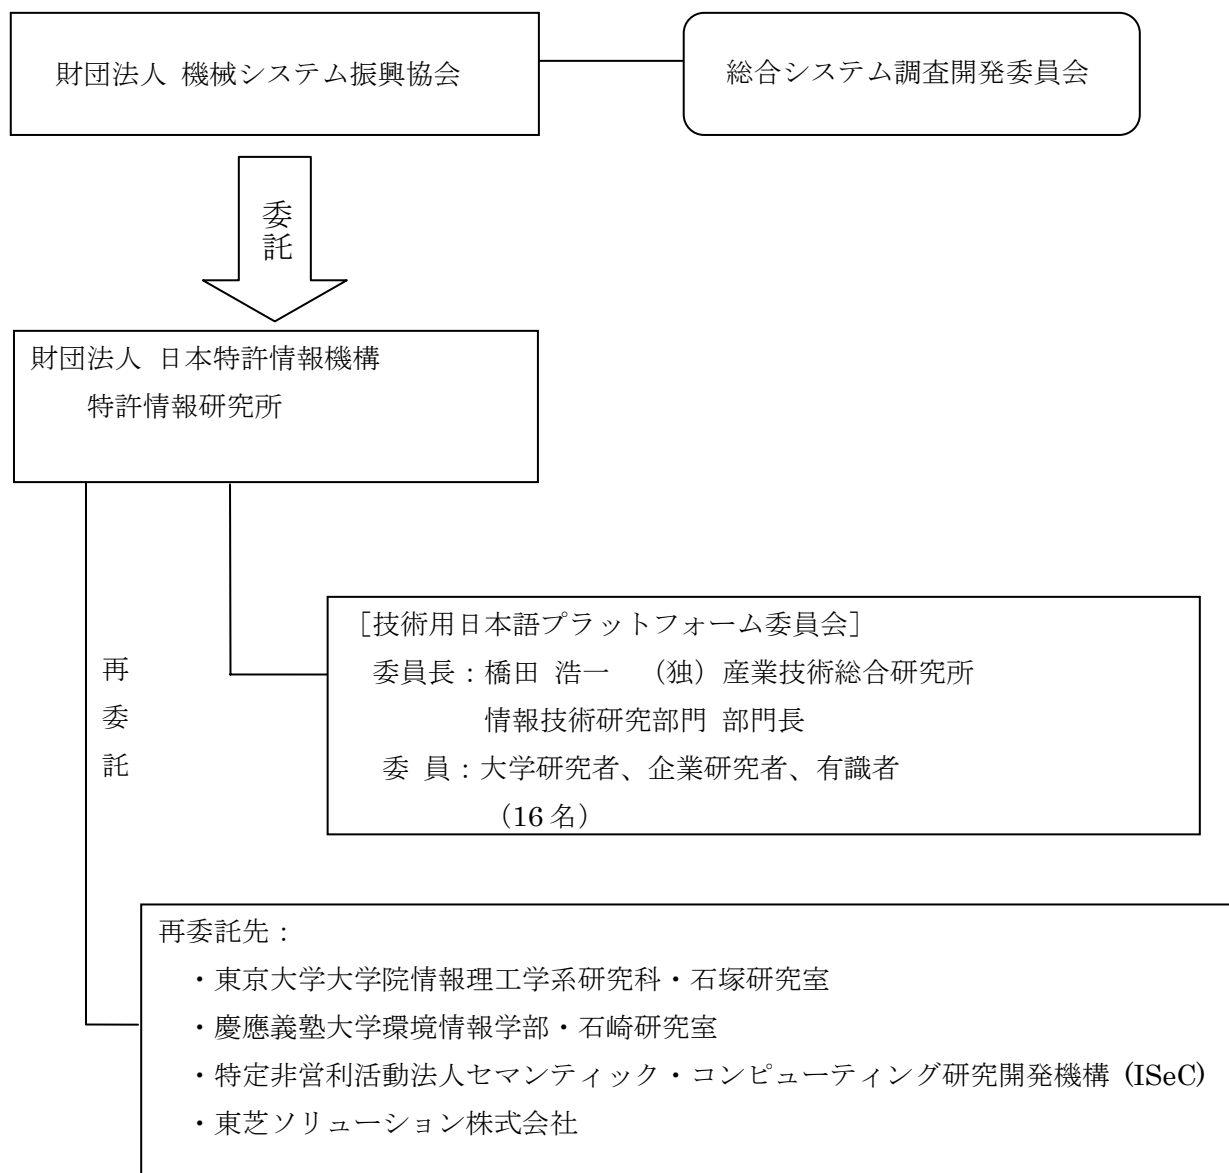 財団法人 機械システム振興協会
総合システム調査開発委員会
委託
財団法人 日本特許情報機構
特許情報研究所
再委託
［技術用日本語プラットフォーム委員会］
委員長：橋田 浩一 （独）産業技術総合研究所
情報技術研究部門 部門長
委 員：大学研究者、企業研究者、有識者
（16 名）
再委託先：
・東京大学大学院情報理工学系研究科・石塚研究室
・慶應義塾大学環境情報学部・石崎研究室
・特定非営利活動法人セマンティック・コンピューティング研究開発機構 (ISeC)
・東芝ソリューション株式会社